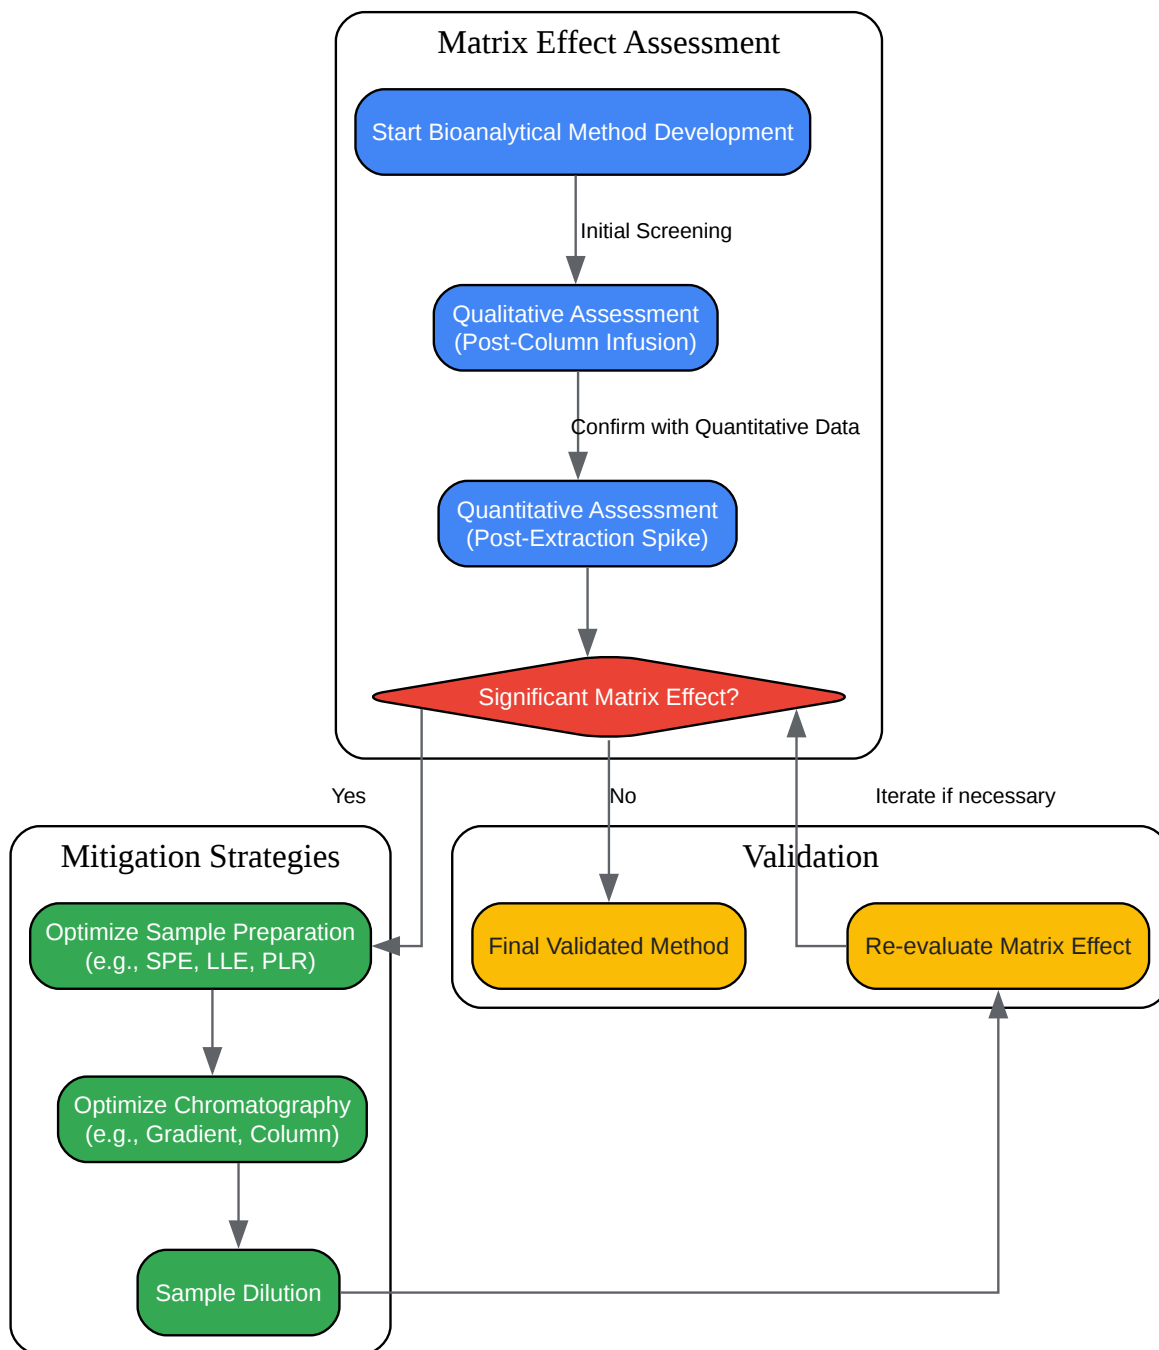 Matrix Effect Assessment
Start Bioanalytical Method Development
Initial Screening
Qualitative Assessment
(Post-Column Infusion)
Confirm with Quantitative Data
Quantitative Assessment
(Post-Extraction Spike)
Significant Matrix Effect?
Yes
No
Iterate if necessary
Mitigation Strategies
Optimize Sample Preparation
(e.g., SPE, LLE, PLR)
Optimize Chromatography
(e.g., Gradient, Column)
Sample Dilution
Validation
Final Validated Method
Re-evaluate Matrix Effect